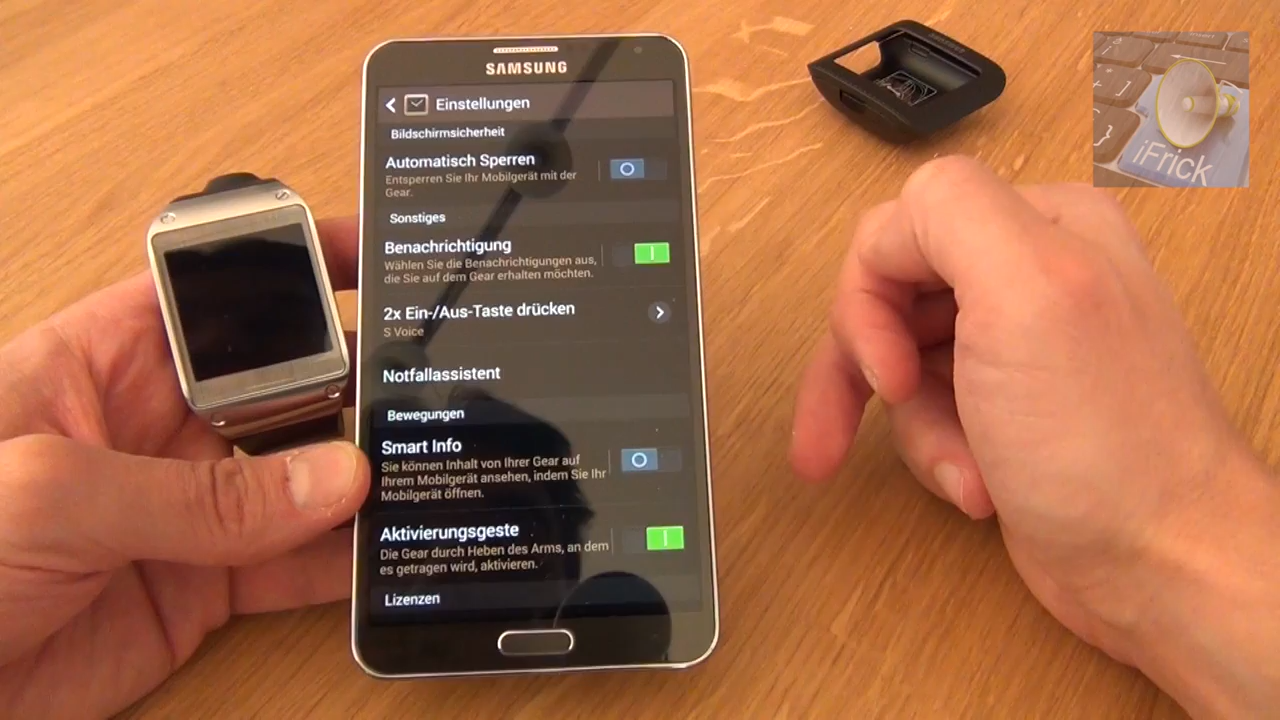 SAMSUNG
Einstellungen
Bildschirmsicherheit
Automatisch Sperren
Entsperren Sie Ihr Mobilgerät mit der
Gear.
Sonstiges
Benachrichtigung
Wählen Sie die Benachrichtigungen aus,
die Sie auf dem Gear erhalten möchten.
2x Ein-/Aus-Taste drücken
S Voice
Notfallassistent
Bewegungen
Smart Info
Sie können Inhalt von Ihrer Gear auf
Ihrem Mobilgerät ansehen, indem Sie Ihr
Mobilgerät öffnen.
Aktivierungsgeste
Die Gear durch Heben des Arms, an dem
es getragen wird, aktivieren.
Lizenzen
iFrick